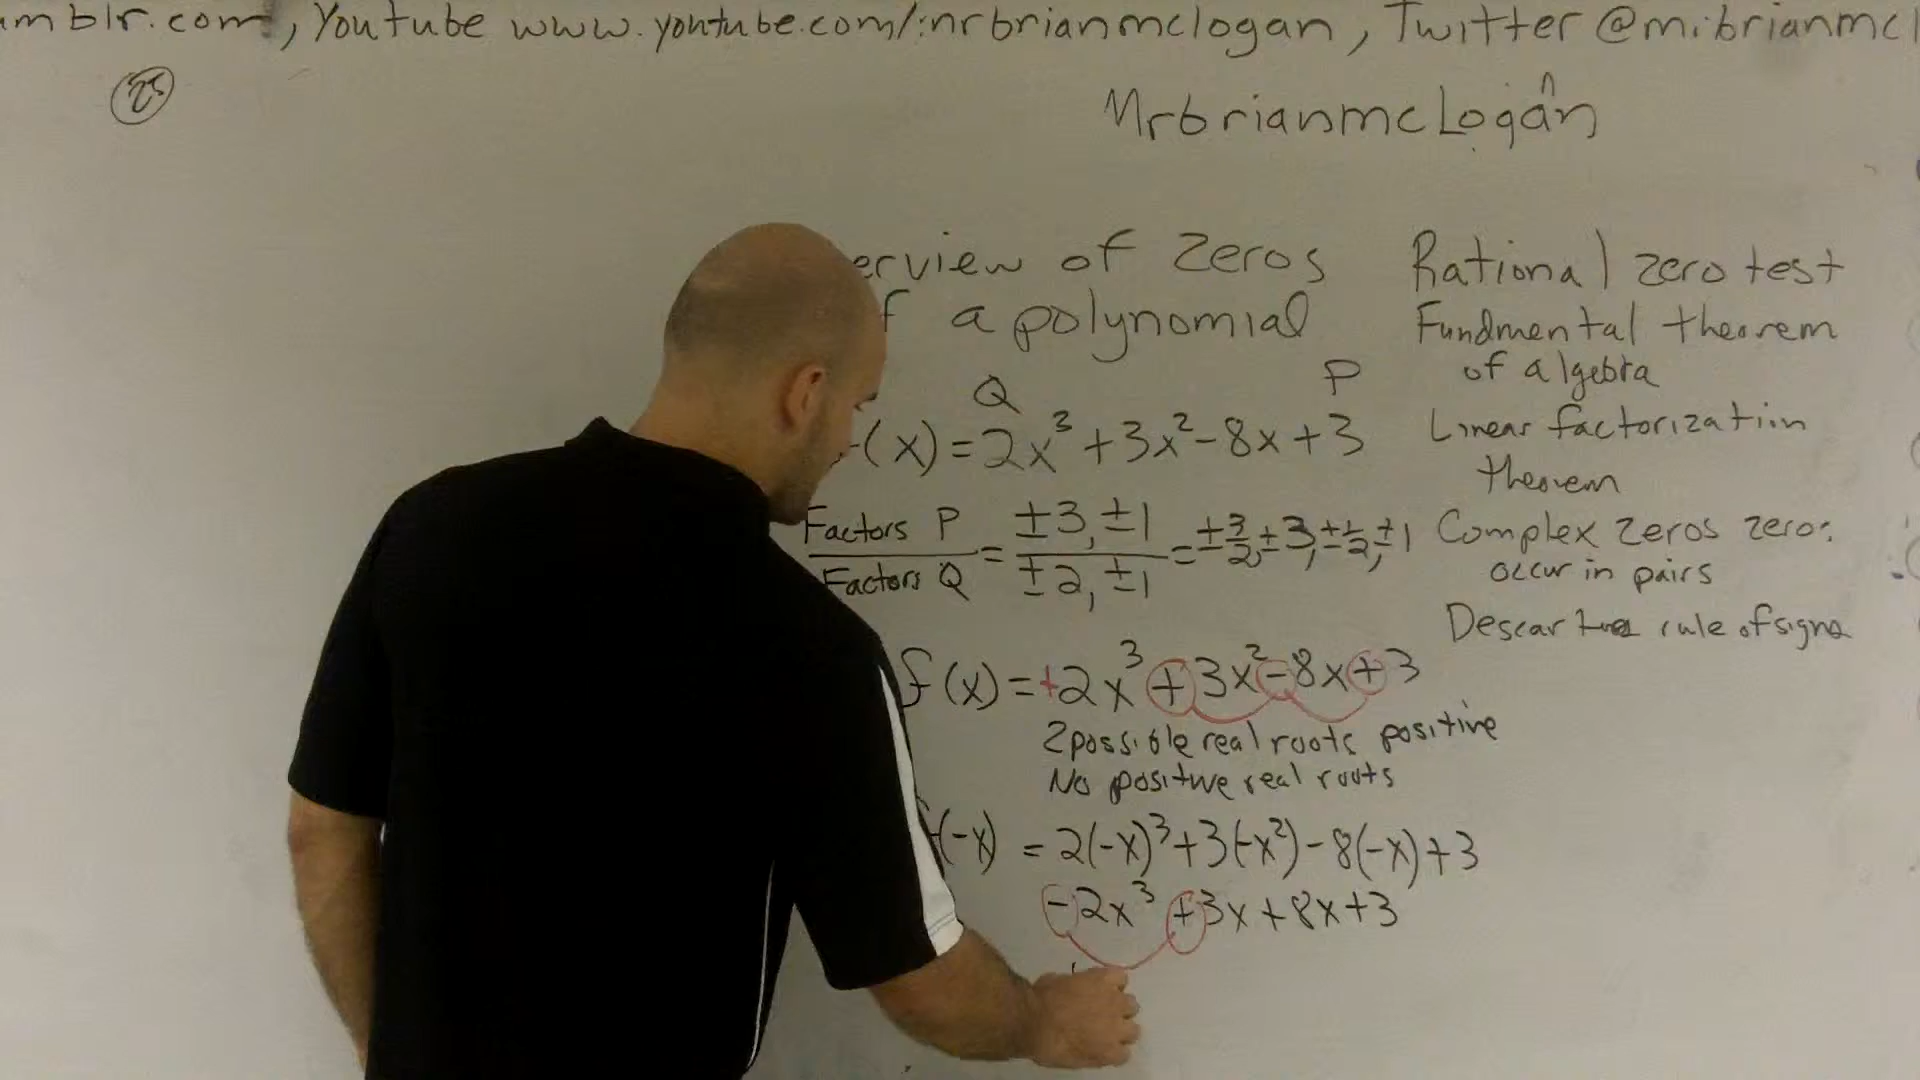 mblr.com, Youtube www.youtube.com/mrbrianmclogan, Twitter @mrbrianmcl
25
MrbrianmcLogan
erview of Zeros
f a polynomial
Q P
(x) = 2x³ + 3x² - 8x + 3
Factors P / Factors Q = ±3, ±1 / ±2, ±1 = ±3/2, ±3, ±1/2, ±1
f(x) = +2x³ + 3x² - 8x + 3
2 possible real roots positive
No positive real roots
(-x) = 2(-x)³ + 3(-x²) - 8(-x) + 3
-2x³ + 3x + 8x + 3
Rational zero test
Fundmental theorem
of algebra
Linear factorization
theorem
Complex zeros zero:
occur in pairs
rule of signs